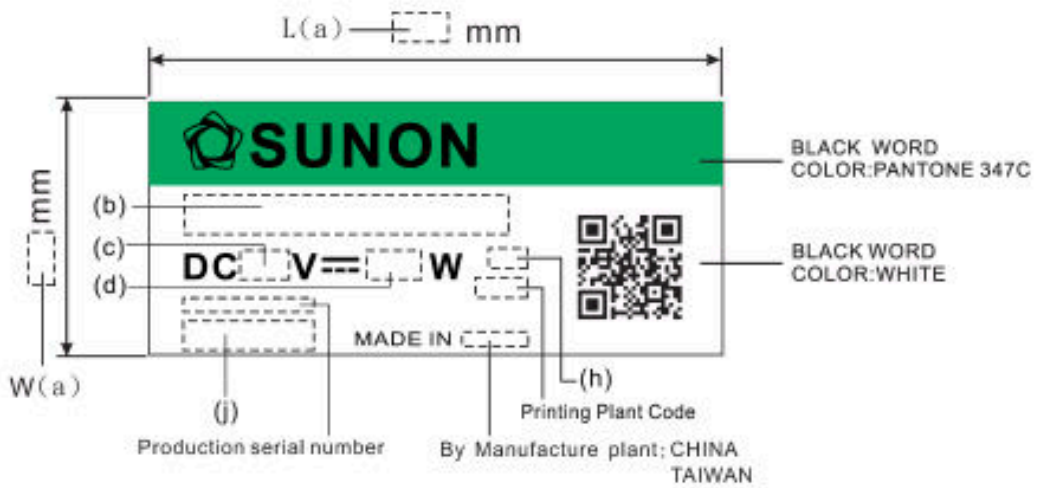 L(a) mm
SUNON
BLACK WORD
COLOR:PANTONE 347C
mm
(b)
(c)
DC V W
BLACK WORD
COLOR:WHITE
(d)
MADE IN
W(a)
(j)
(h)
Printing Plant Code
Production serial number
By Manufacture plant: CHINA
TAIWAN